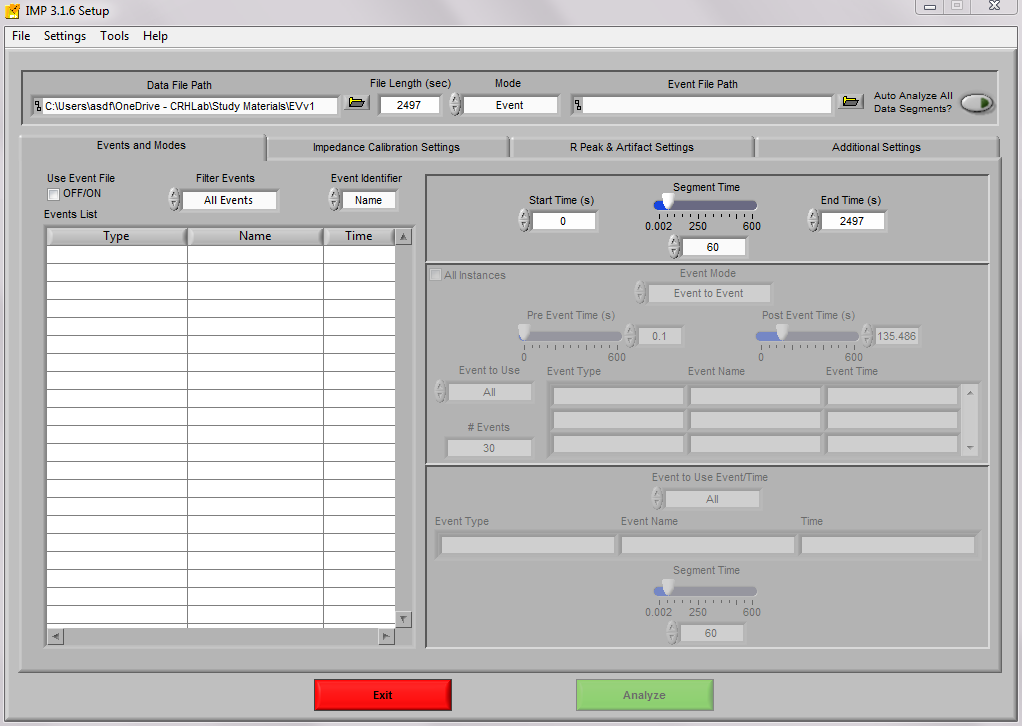 IMP 3.1.6 Setup
File Settings Tools Help
Data File Path File Length (sec) Mode Event File Path
C:\Users\asdf\OneDrive - CRHLab\Study Materials\EVv1 2497 Event Auto Analyze All
Data Segments?
Events and Modes Impedance Calibration Settings R Peak & Artifact Settings Additional Settings
Use Event File Filter Events Event Identifier
OFF/ON All Events Name
Events List
Type Name Time
Segment Time
Start Time (s) End Time (s)
0 2497
0.002 250 600
60
All Instances Event Mode
Event to Event
Pre Event Time (s) Post Event Time (s)
0.1 135.486
0 600 0 600
Event to Use Event Type Event Name Event Time
All
# Events
30
Event to Use Event/Time
All
Event Type Event Name Time
Segment Time
0.002 250 600
60
Exit Analyze